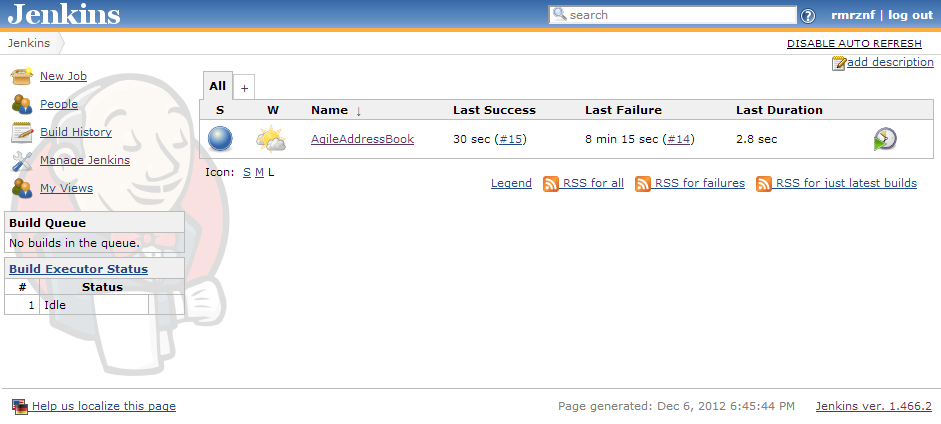 Jenkins
search
rmrznf | log out
Jenkins
DISABLE AUTO REFRESH
add description
New Job
People
Build History
Manage Jenkins
My Views
Build Queue
No builds in the queue.
Build Executor Status
# Status
1 Idle
All +
S W Name ↓ Last Success Last Failure Last Duration
AgileAddressBook 30 sec (#15) 8 min 15 sec (#14) 2.8 sec
Icon: S M L
Legend RSS for all RSS for failures RSS for just latest builds
Help us localize this page
Page generated: Dec 6, 2012 6:45:44 PM Jenkins ver. 1.466.2